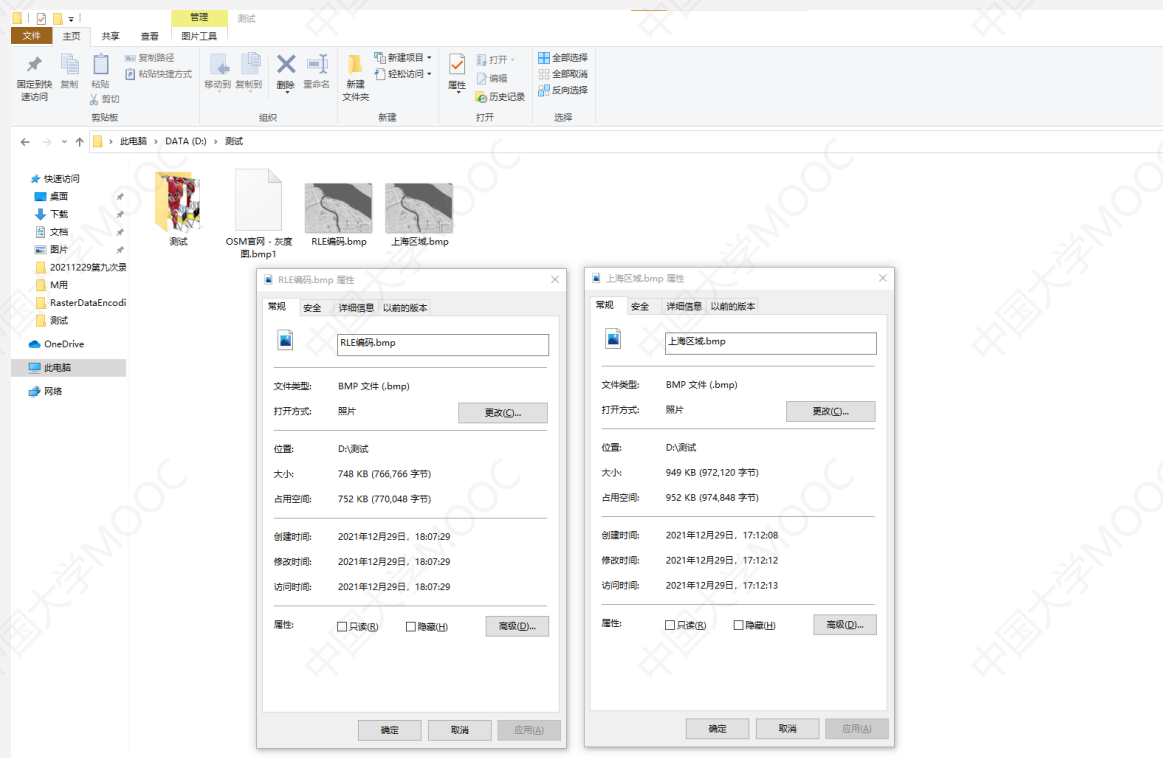 管理
测试
文件
主页
共享
查看
图片工具
固定到快速访问
复制
粘贴
复制路径
粘贴快捷方式
剪切
剪贴板
移动到
复制到
删除
重命名
组织
新建
文件夹
新建项目
轻松访问
新建
属性
打开
编辑
历史记录
打开
全部选择
全部取消
反向选择
选择
此电脑 › DATA (D:) › 测试
快速访问
桌面
下载
文档
图片
20211229第九次录
M用
RasterDataEncodi
测试
OneDrive
此电脑
网络
测试
OSM官网 - 灰度
图.bmp1
RLE编码.bmp
上海区域.bmp
RLE编码.bmp 属性
常规 安全 详细信息 以前的版本
RLE编码.bmp
文件类型: BMP 文件 (.bmp)
打开方式: 照片 更改(C)...
位置: D:\测试
大小: 748 KB (766,766 字节)
占用空间: 752 KB (770,048 字节)
创建时间: 2021年12月29日，18:07:29
修改时间: 2021年12月29日，18:07:29
访问时间: 2021年12月29日，18:07:29
属性: 只读(R) 隐藏(H) 高级(D)...
确定 取消 应用(A)
上海区域.bmp 属性
常规 安全 详细信息 以前的版本
上海区域.bmp
文件类型: BMP 文件 (.bmp)
打开方式: 照片 更改(C)...
位置: D:\测试
大小: 949 KB (972,120 字节)
占用空间: 952 KB (974,848 字节)
创建时间: 2021年12月29日，17:12:08
修改时间: 2021年12月29日，17:12:12
访问时间: 2021年12月29日，17:12:13
属性: 只读(R) 隐藏(H) 高级(D)...
确定 取消 应用(A)
中国大学MOOC
中国大学MOOC
中国大学MOOC